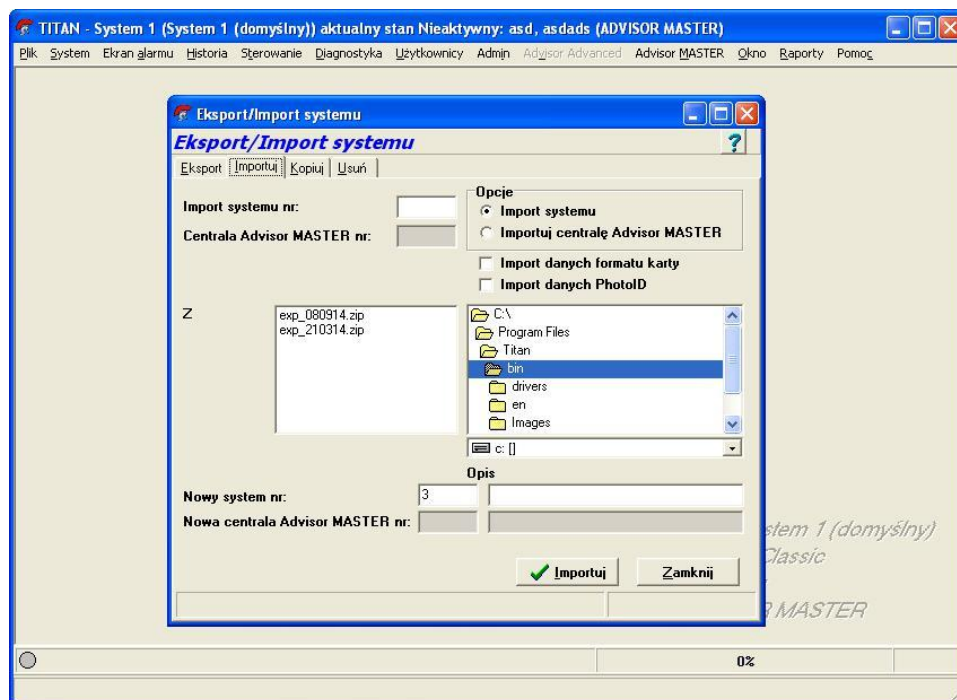 TITAN - System 1 (System 1 (domyślny)) aktualny stan Nieaktywny: asd, asdads (ADVISOR MASTER)
Plik System Ekran alarmu Historia Sterowanie Diagnostyka Użytkownicy Admin Advisor Advanced Advisor MASTER Okno Raporty Pomoc
Eksport/Import systemu
Eksport/Import systemu ?
Eksport Importuj Kopiuj Usuń
Opcje
Import systemu nr:
Import systemu
Centrala Advisor MASTER nr:
Importuj centralę Advisor MASTER
Import danych formatu karty
Import danych PhotoID
Z
exp_080914.zip
exp_210314.zip
C:\
Program Files
Titan
bin
drivers
en
Images
c: []
Opis
Nowy system nr: 3
Nowa centrala Advisor MASTER nr:
stem 1 (domyślny)
Classic
Importuj Zamknij
MASTER
0%